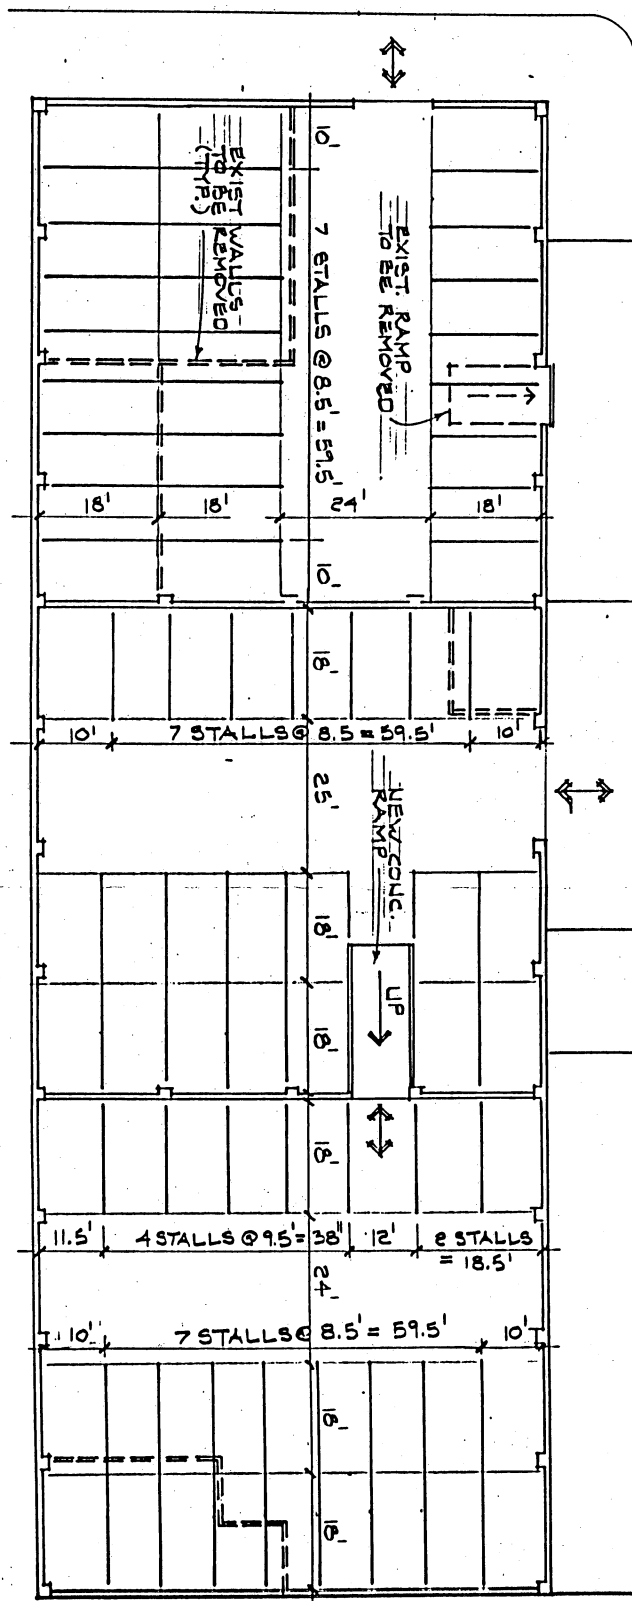 10'
EXIST WALLS
TO BE REMOVED
(TYP.)
EXIST. RAMP
TO BE REMOVED
7 STALLS @ 8.5' = 59.5'
18'
18'
24'
18'
10'
18'
10'
7 STALLS @ 8.5 = 59.5'
10'
25'
NEW CONC.
RAMP
18'
UP
18'
18'
11.5'
4 STALLS @ 9.5' = 38"
12'
2 STALLS
= 18.5'
24'
10'
7 STALLS @ 8.5' = 59.5'
10'
18'
18'